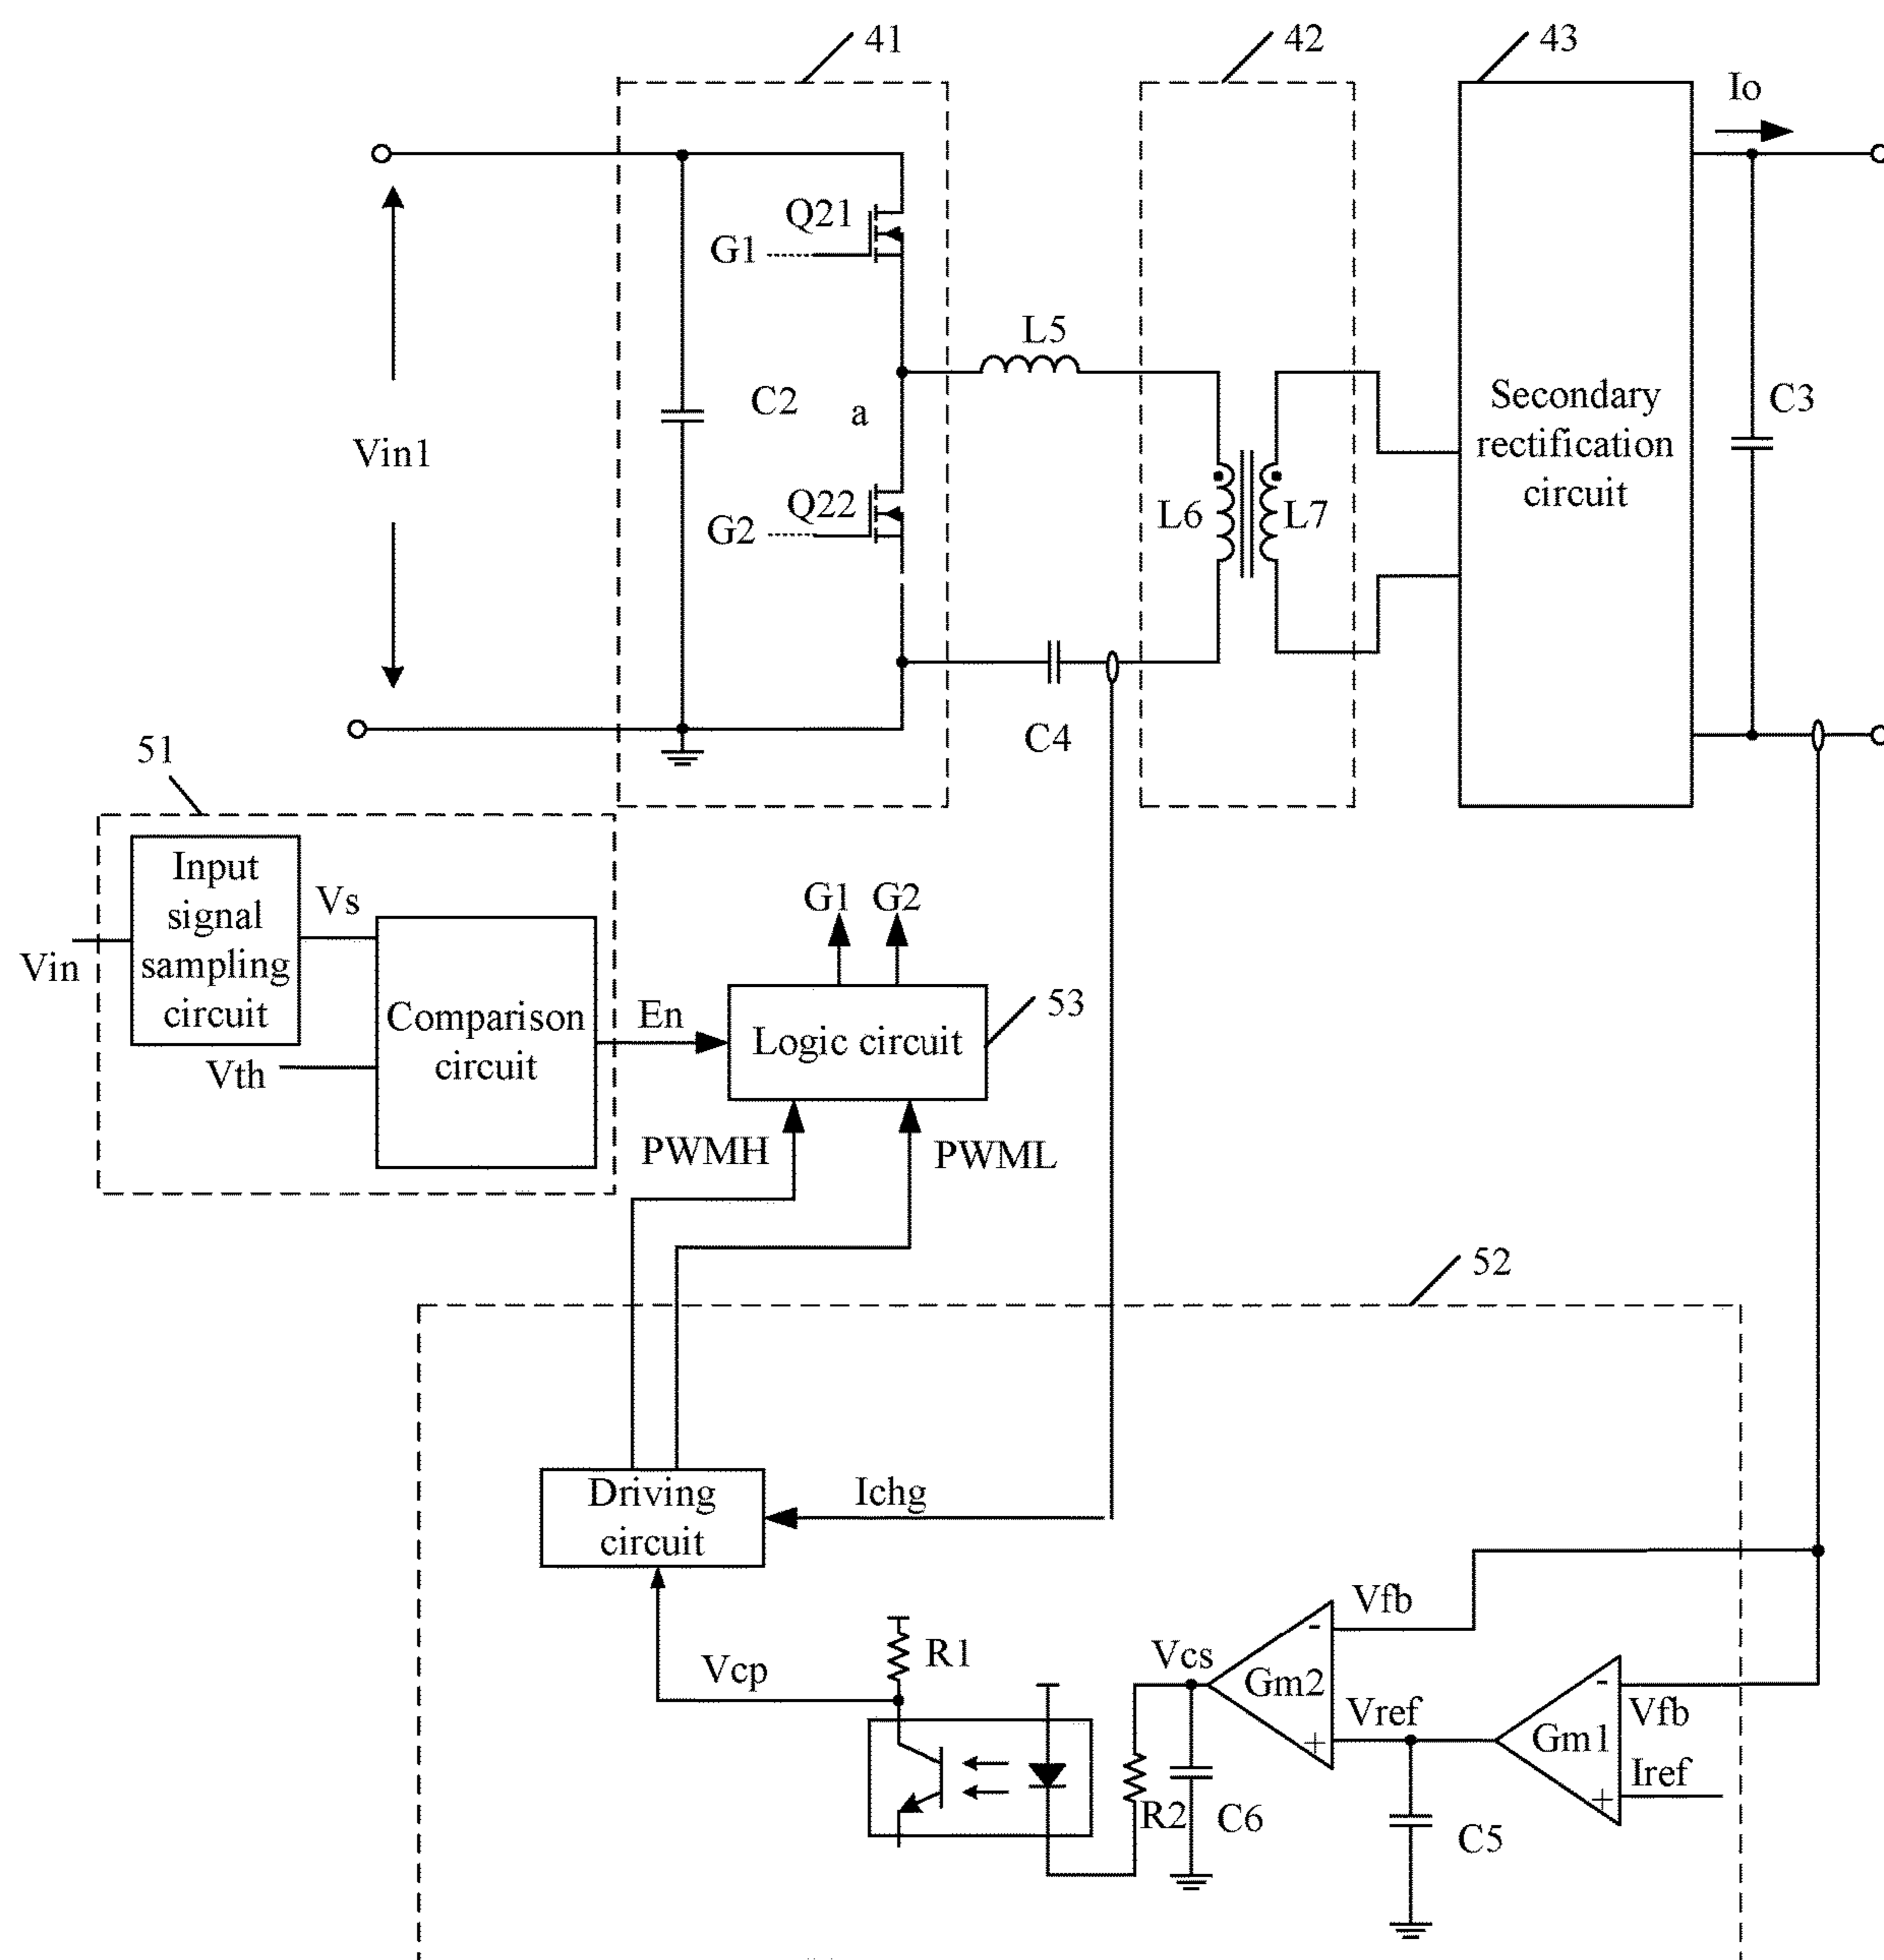 41
42
43
Io
Q21
G1
L5
C2
a
Vin1
Secondary
rectification
circuit
C3
Q22
G2
L6
L7
C4
51
Input
signal
sampling
circuit
Vs
Vin
Vth
Comparison
circuit
En
G1
G2
Logic circuit
53
PWMH
PWML
52
Driving
circuit
Ichg
Vcp
R1
Vcs
Vfb
-
Gm2
Vref
+
-
Vfb
Gm1
Iref
+
R2
C6
C5